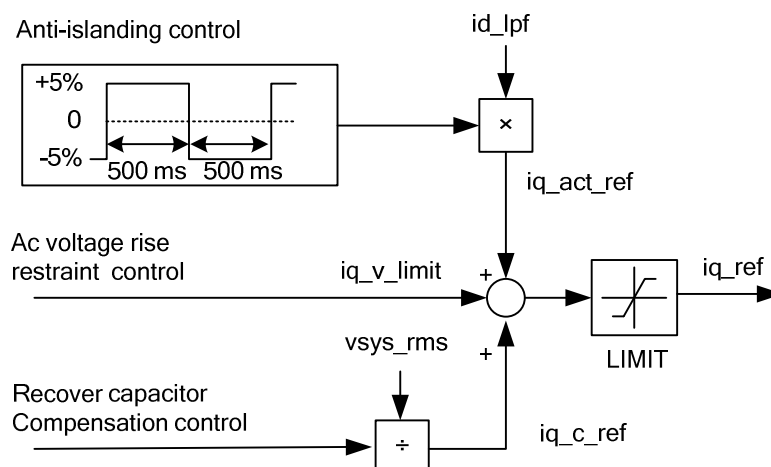 Anti-islanding control
id_lpf
+5%
0
-5%
500 ms 500 ms
×
iq_act_ref
Ac voltage rise
restraint control
iq_v_limit
+
iq_ref
LIMIT
vsys_rms
+
Recover capacitor
Compensation control
÷
iq_c_ref